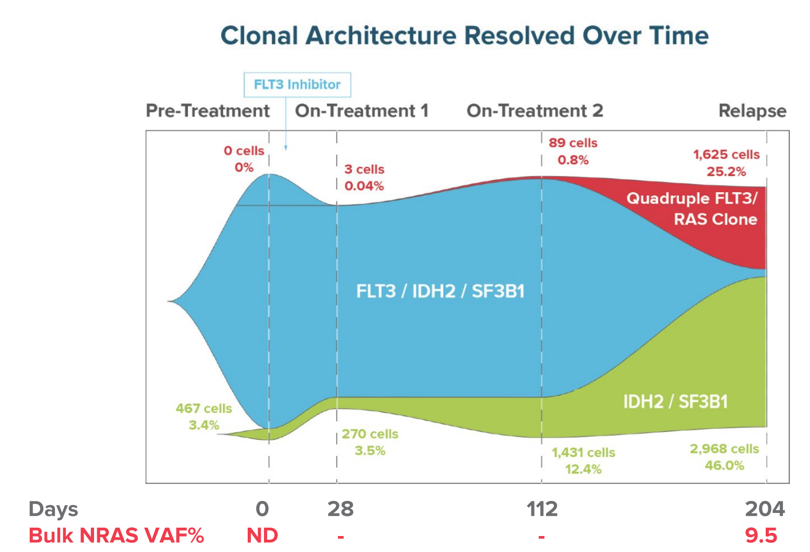 Clonal Architecture Resolved Over Time
FLT3 Inhibitor
Pre-Treatment On-Treatment 1 On-Treatment 2 Relapse
0 cells
0%
3 cells
0.04%
89 cells
0.8%
1,625 cells
25.2%
Quadruple FLT3/
RAS Clone
FLT3 / IDH2 / SF3B1
IDH2 / SF3B1
467 cells
3.4%
270 cells
3.5%
1,431 cells
12.4%
2,968 cells
46.0%
Days 0 28 112 204
Bulk NRAS VAF% ND - - 9.5